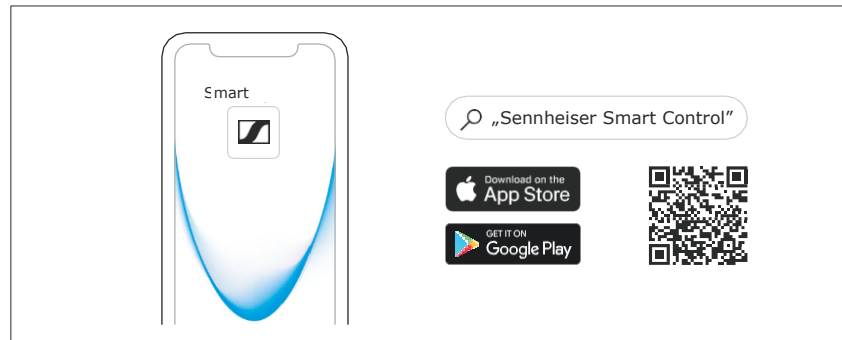 Smart
„Sennheiser Smart Control”
Download on the
App Store
GET IT ON
Google Play